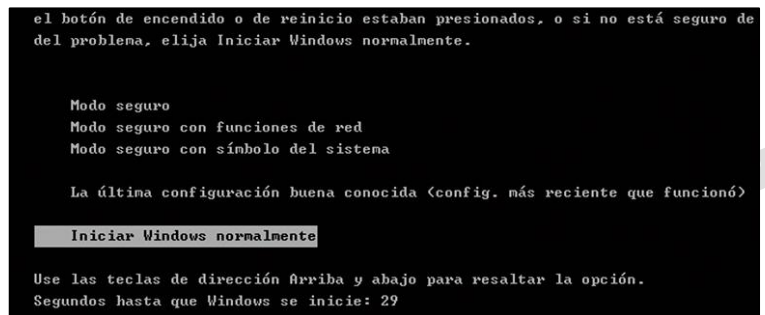 el botón de encendido o de reinicio estaban presionados, o si no está seguro de
del problema, elija Iniciar Windows normalmente.
Modo seguro
Modo seguro con funciones de red
Modo seguro con símbolo del sistema
La última configuración buena conocida (config. más reciente que funcionó)
Iniciar Windows normalmente
Use las teclas de dirección Arriba y abajo para resaltar la opción.
Segundos hasta que Windows se inicie: 29